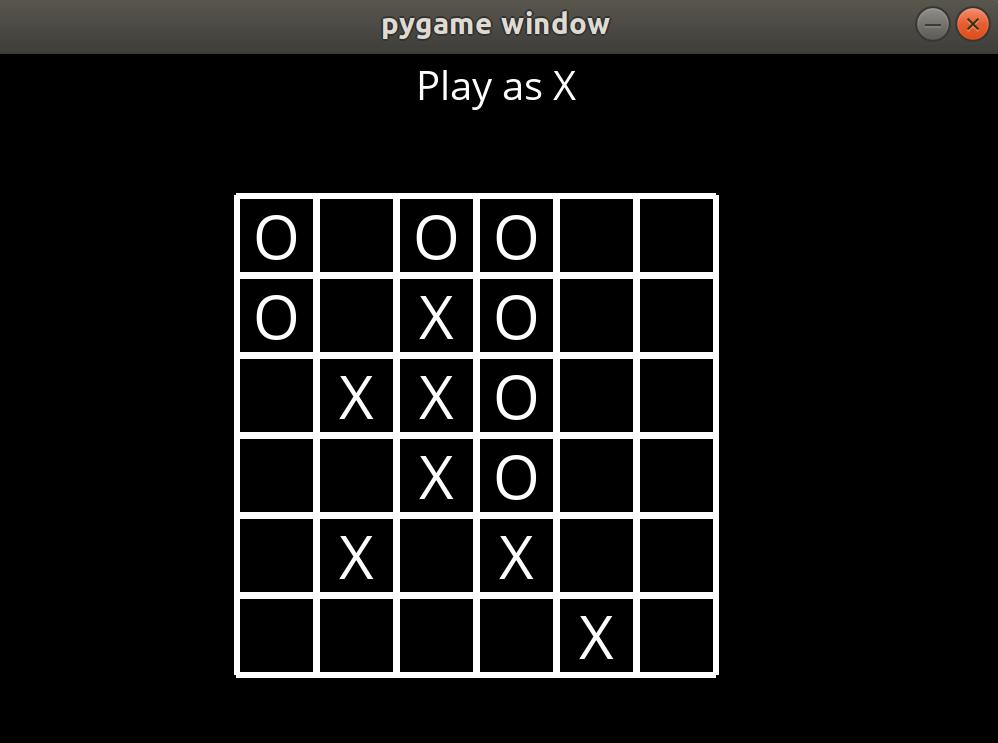 pygame window
Play as X
O O O
O X O
X X O
X O
X X
X